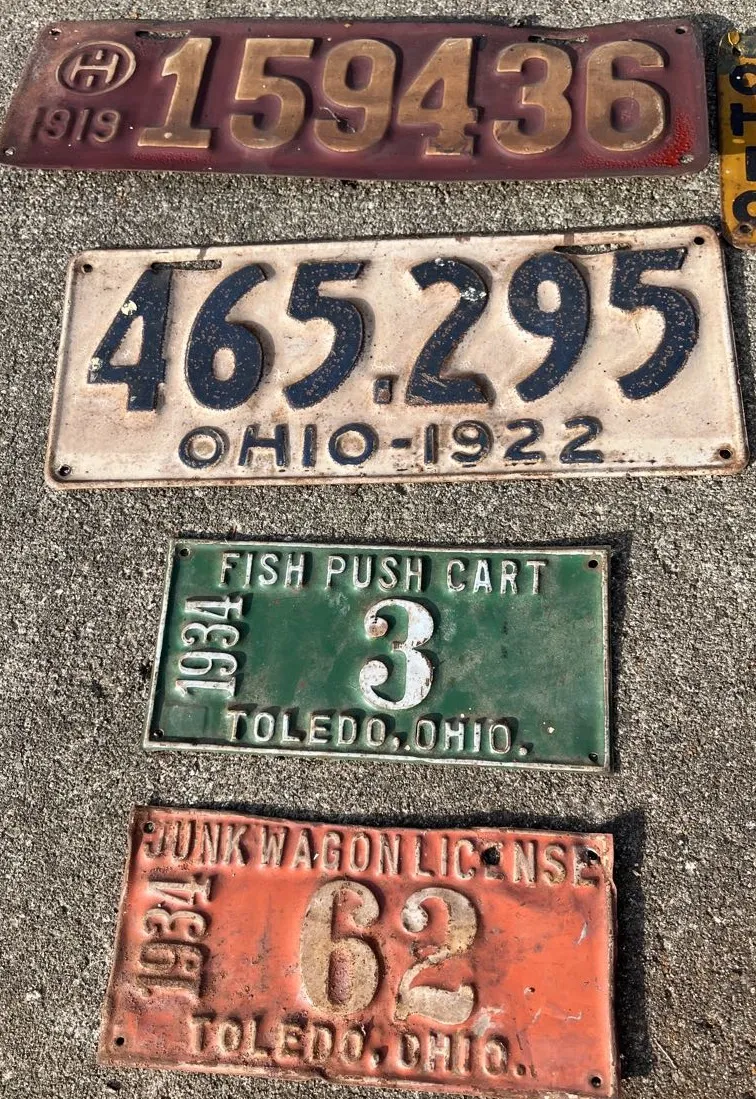 OHIO 159436
1919
465.295
OHIO-1922
FISH PUSH CART
1934
3
TOLEDO, OHIO.
JUNK WAGON LICENSE
1934
62
TOLEDO, OHIO.